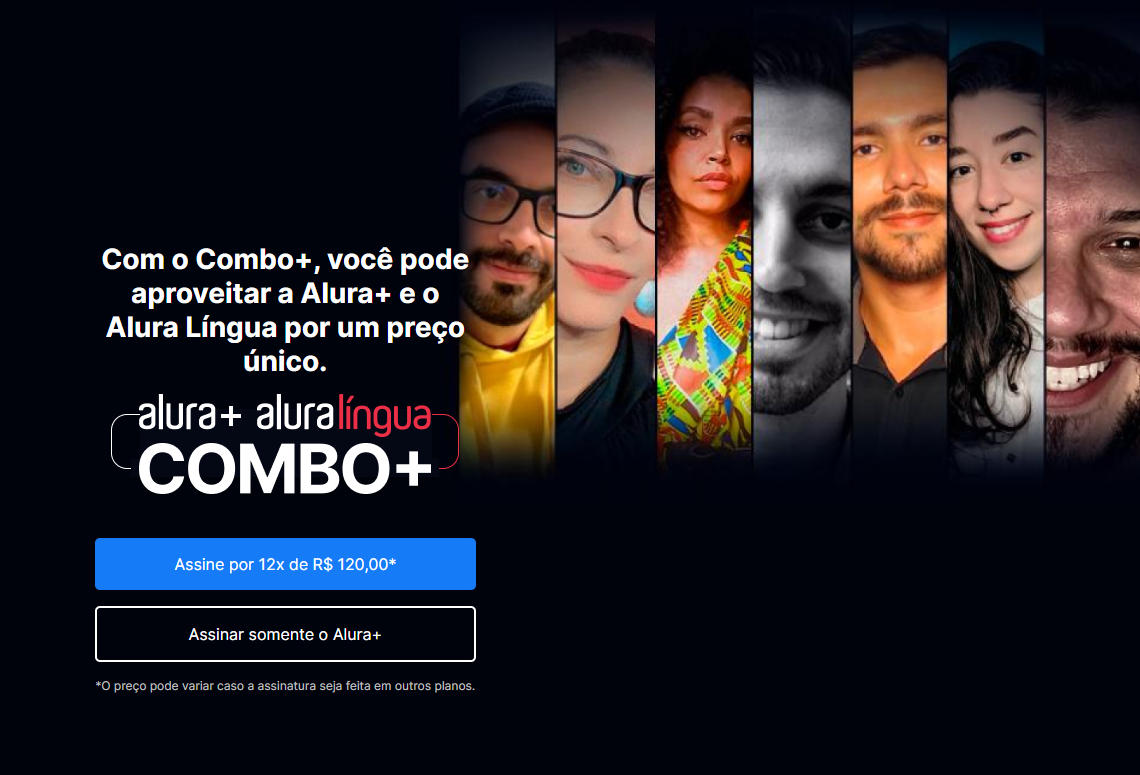 Com o Combo+, você pode
aproveitar a Alura+ e o
Alura Língua por um preço
único.
alura+ aluralíngua
COMBO+
Assine por 12x de R$ 120,00*
Assinar somente o Alura+
*O preço pode variar caso a assinatura seja feita em outros planos.